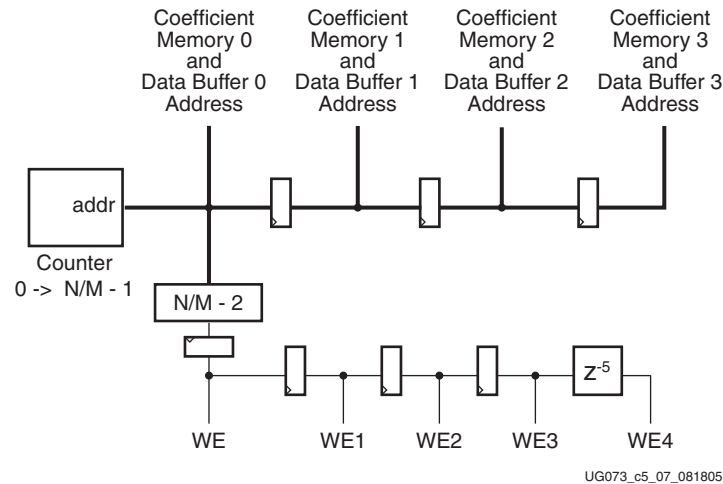 Coefficient
Memory 0
and
Data Buffer 0
Address
Coefficient
Memory 1
and
Data Buffer 1
Address
Coefficient
Memory 2
and
Data Buffer 2
Address
Coefficient
Memory 3
and
Data Buffer 3
Address
addr
Counter
0 -> N/M - 1
N/M - 2
z-5
WE
WE1
WE2
WE3
WE4
UG073_c5_07_081805